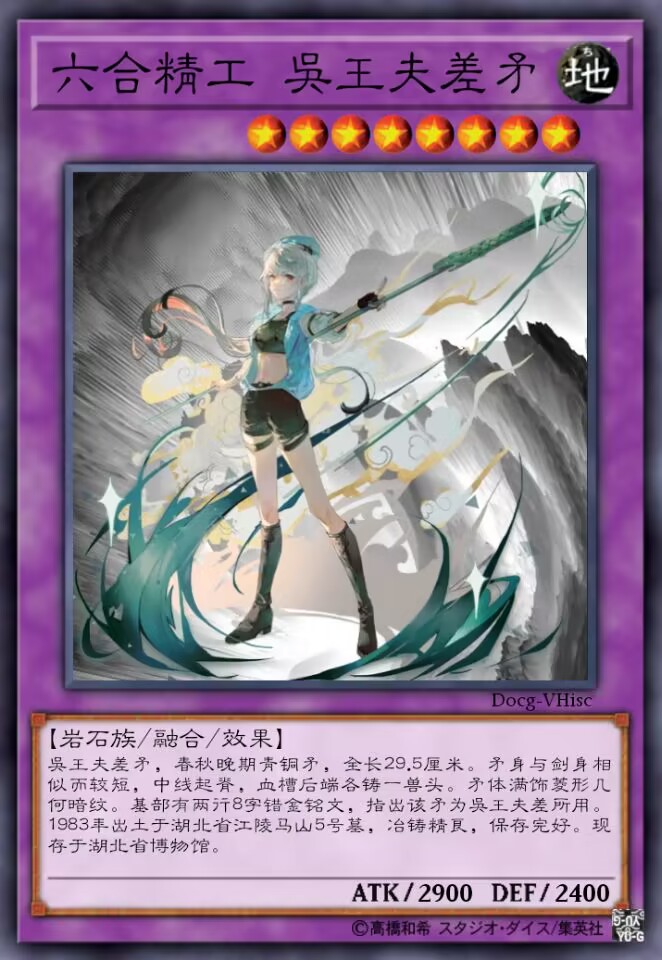 六合精工 吳王夫差矛
ち
地
Docg-VHisc
【岩石族/融合/效果】
吳王夫差矛，春秋晚期青铜矛，全长29.5厘米。矛身与剑身相
似而较短，中线起脊，血槽后端各铸一兽头。矛体满饰菱形几
何暗纹。基部有两行8字错金铭文，指出该矛为吳王夫差所用。
1983年出土于湖北省江陵马山5号墓，冶铸精良，保存完好。现
存于湖北省博物馆。
ATK/2900 DEF/2400
©高橋和希 スタジオ・ダイス/集英社